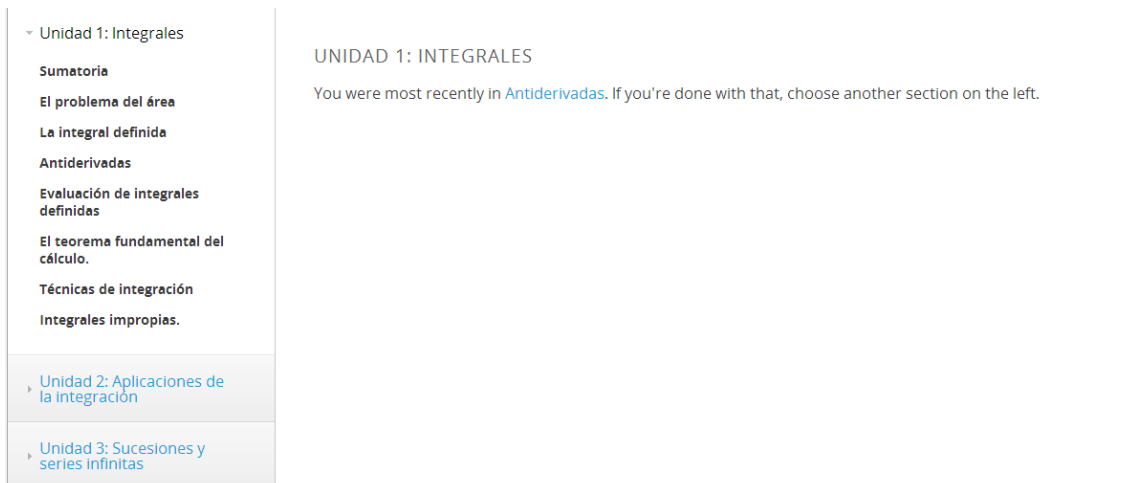 Unidad 1: Integrales
Sumatoria
El problema del área
La integral definida
Antiderivadas
Evaluación de integrales
definidas
El teorema fundamental del
cálculo.
Técnicas de integración
Integrales impropias.
Unidad 2: Aplicaciones de
la integración
Unidad 3: Sucesiones y
series infinitas
UNIDAD 1: INTEGRALES
You were most recently in Antiderivadas. If you're done with that, choose another section on the left.